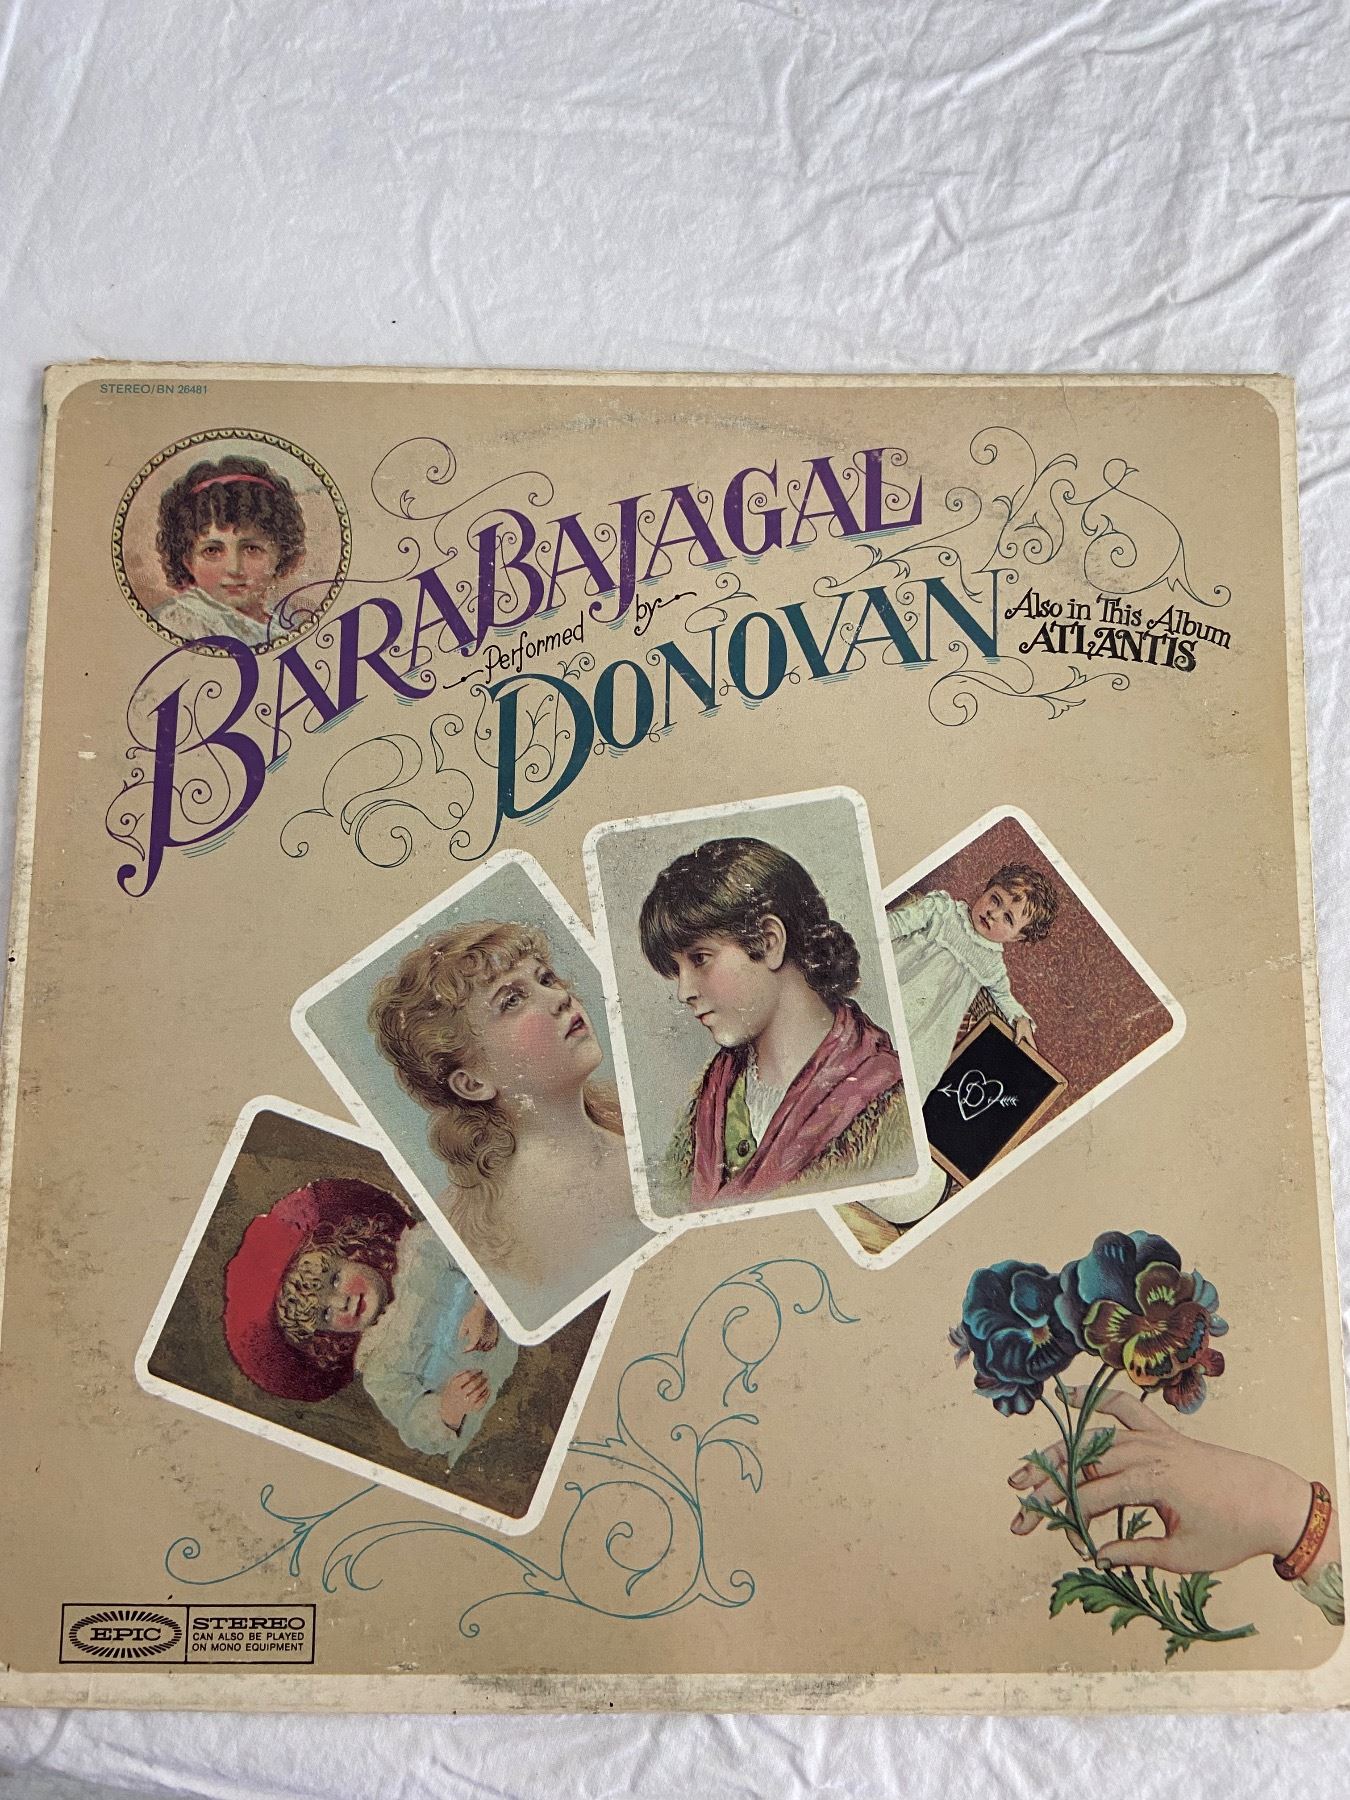 STEREO/BN 26481
BARABAJAGAL
Performed by
DONOVAN
Also in This Album
ATLANTIS
D
EPIC
STEREO
CAN ALSO BE PLAYED
ON MONO EQUIPMENT